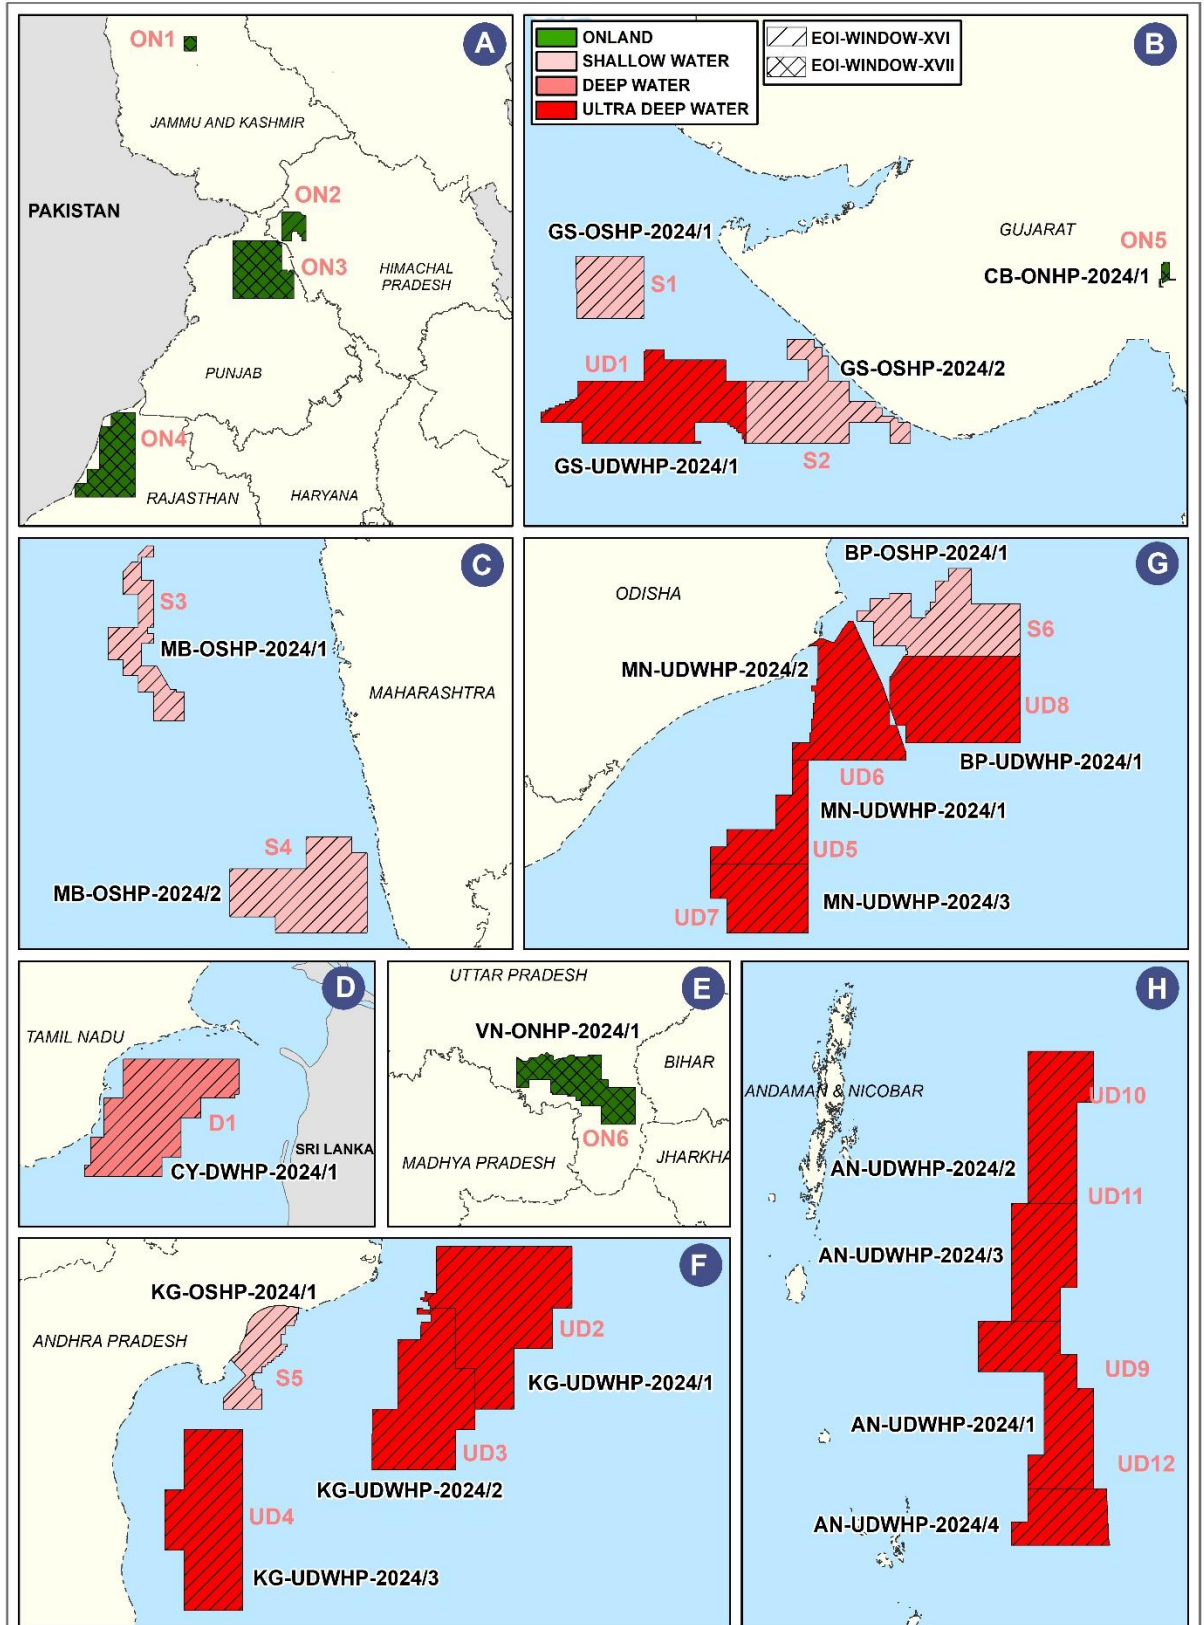 A
ON1
JAMMU AND KASHMIR
PAKISTAN
ON2
ON3
HIMACHAL
PRADESH
PUNJAB
ON4
RAJASTHAN
HARYANA
B
ONLAND
SHALLOW WATER
DEEP WATER
ULTRA DEEP WATER
EOI-WINDOW-XVI
EOI-WINDOW-XVII
GS-OSHP-2024/1
S1
GUJARAT
ON5
CB-ONHP-2024/1
UD1
GS-OSHP-2024/2
GS-UDWHP-2024/1
S2
C
S3
MB-OSHP-2024/1
MAHARASHTRA
S4
MB-OSHP-2024/2
G
BP-OSHP-2024/1
ODISHA
S6
MN-UDWHP-2024/2
UD8
BP-UDWHP-2024/1
UD6
MN-UDWHP-2024/1
UD5
MN-UDWHP-2024/3
UD7
D
TAMIL NADU
D1
SRI LANKA
CY-DWHP-2024/1
E
UTTAR PRADESH
VN-ONHP-2024/1
BIHAR
ON6
MADHYA PRADESH
JHARKHA
H
ANDAMAN & NICOBAR
UD10
AN-UDWHP-2024/2
UD11
AN-UDWHP-2024/3
UD9
AN-UDWHP-2024/1
UD12
AN-UDWHP-2024/4
F
KG-OSHP-2024/1
ANDHRA PRADESH
S5
UD2
KG-UDWHP-2024/1
UD3
KG-UDWHP-2024/2
UD4
KG-UDWHP-2024/3